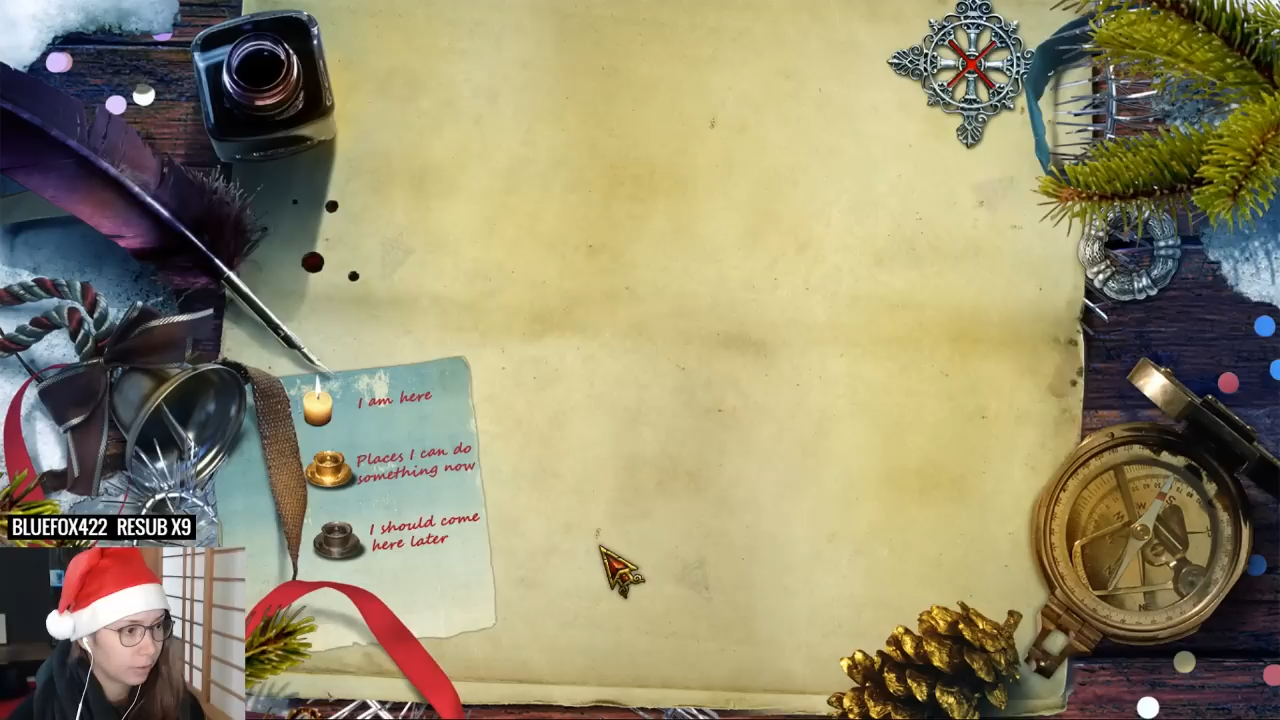 I am here
Places I can do
something now
I should come
here later
BLUEFOX422 RESUB X9